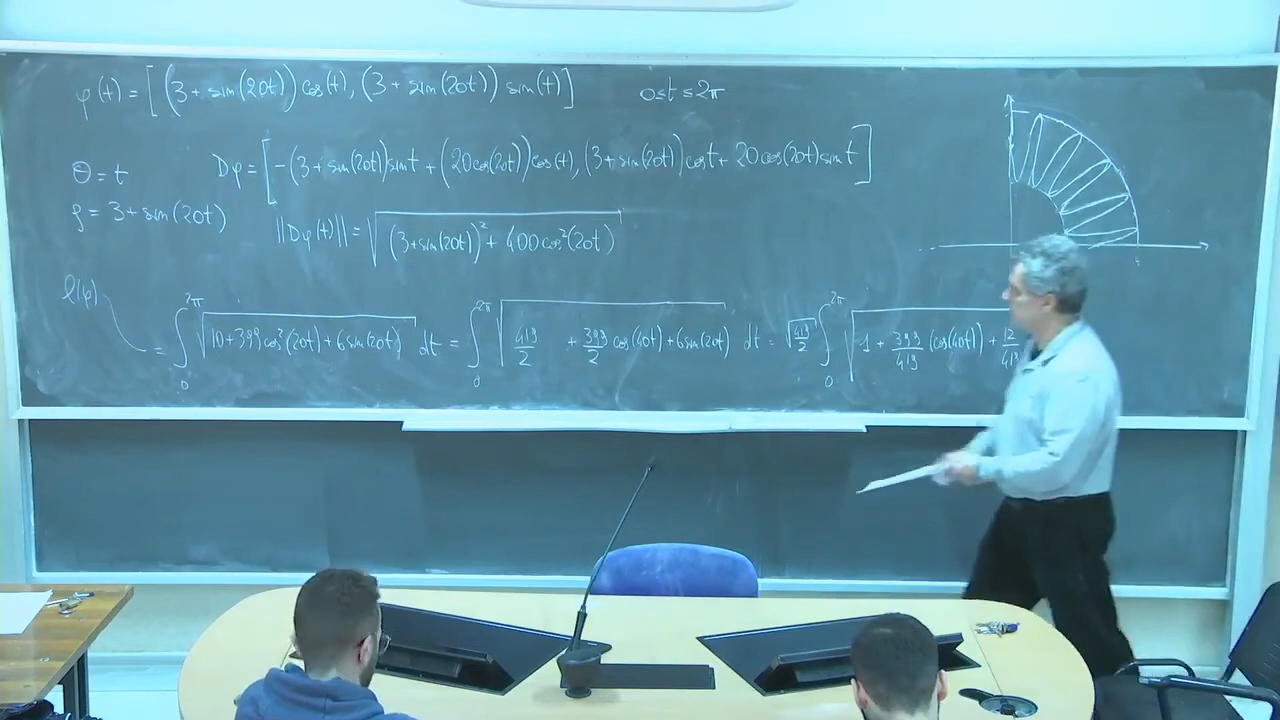 φ(t) = [(3 + sin(20t)) cos(t), (3 + sin(20t)) sin(t)] 0≤t≤2π
θ = t Dφ = [-(3+sin(20t)) sin t + (20 cos(20t)) cos(t), (3+sin(20t)) cos t + 20 cos(20t) sin t]
ρ = 3+sin(20t) ||Dφ(t)|| = √((3+sin(20t))² + 400 cos²(20t))
ℓ(φ) = ∫₀^2π √(10+399 cos²(20t) + 6 sin(20t)) dt = ∫₀^2π √(419/2 + 399/2 cos(40t) + 6 sin(20t)) dt = √(419/2) ∫₀^2π √(1 + 399/419 (cos(40t)) + 12/419